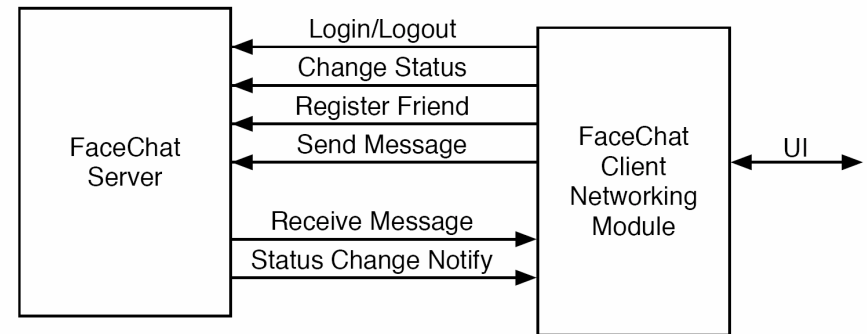 Login/Logout
Change Status
Register Friend
Send Message
FaceChat
Server
Receive Message
Status Change Notify
FaceChat
Client
Networking
Module
UI